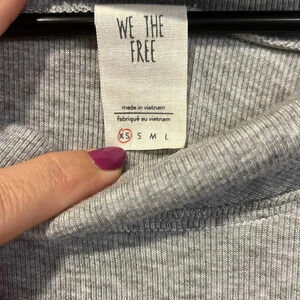 WE THE
FREE
made in vietnam
fabriqué au vietnam
XS S M L